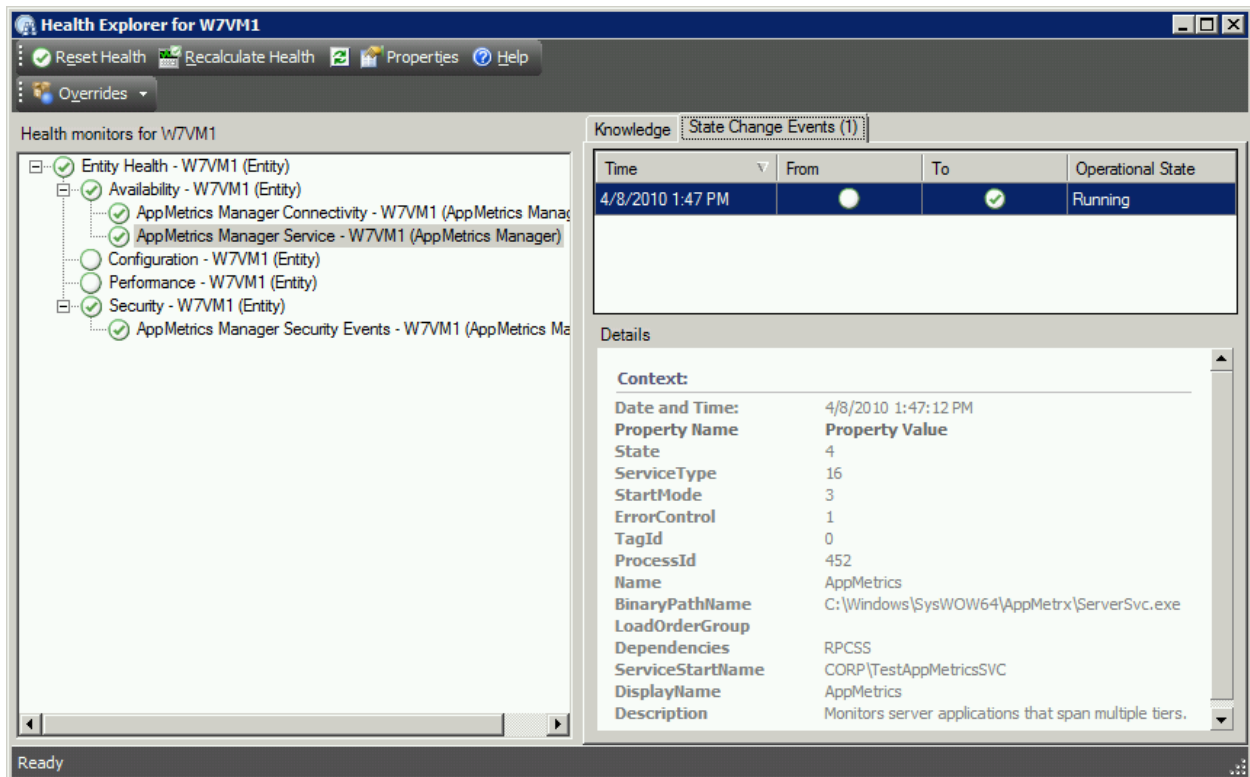 Health Explorer for W7VM1
Reset Health Recalculate Health Properties Help
Overrides
Health monitors for W7VM1
Entity Health - W7VM1 (Entity)
Availability - W7VM1 (Entity)
AppMetrics Manager Connectivity - W7VM1 (AppMetrics Manag
AppMetrics Manager Service - W7VM1 (AppMetrics Manager)
Configuration - W7VM1 (Entity)
Performance - W7VM1 (Entity)
Security - W7VM1 (Entity)
AppMetrics Manager Security Events - W7VM1 (AppMetrics Ma
Knowledge State Change Events (1)
Time From To Operational State
4/8/2010 1:47 PM Running
Details
Context:
Date and Time: 4/8/2010 1:47:12 PM
Property Name Property Value
State 4
ServiceType 16
StartMode 3
ErrorControl 1
TagId 0
ProcessId 452
Name AppMetrics
BinaryPathName C:\Windows\SysWOW64\AppMetrx\ServerSvc.exe
LoadOrderGroup
Dependencies RPCSS
ServiceStartName CORP\TestAppMetricsSVC
DisplayName AppMetrics
Description Monitors server applications that span multiple tiers.
Ready